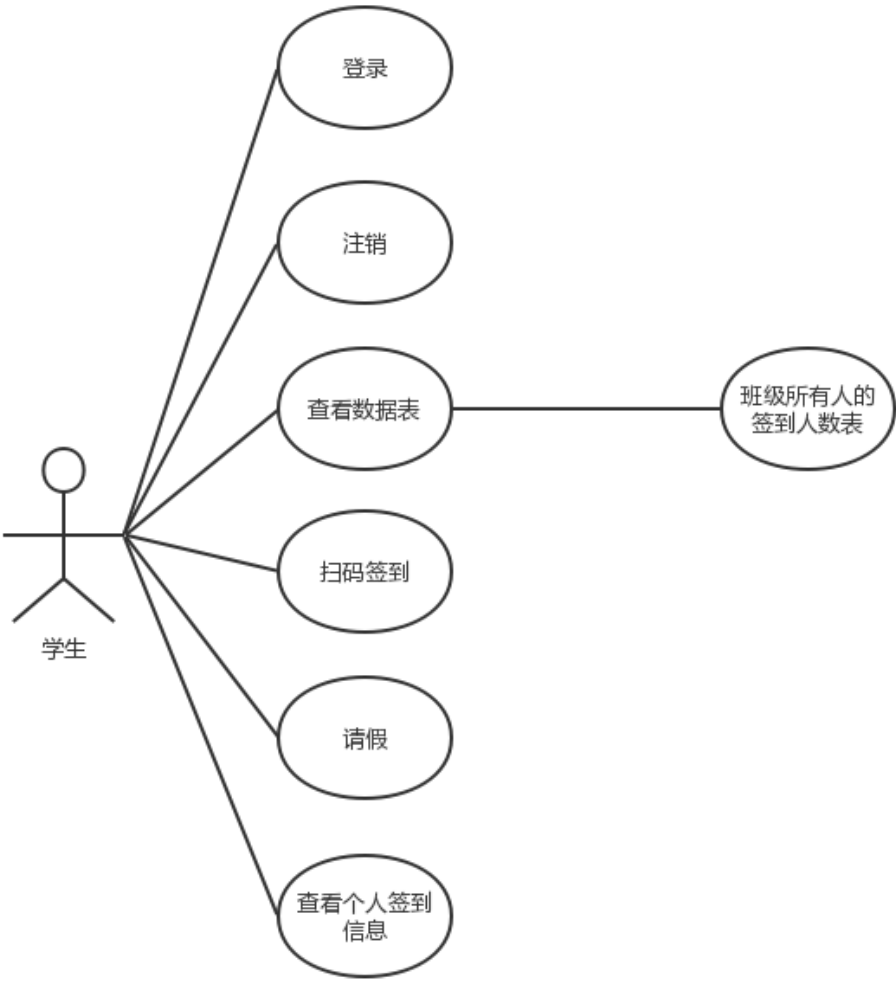 登录
注销
查看数据表
班级所有人的
签到人数表
扫码签到
学生
请假
查看个人签到
信息